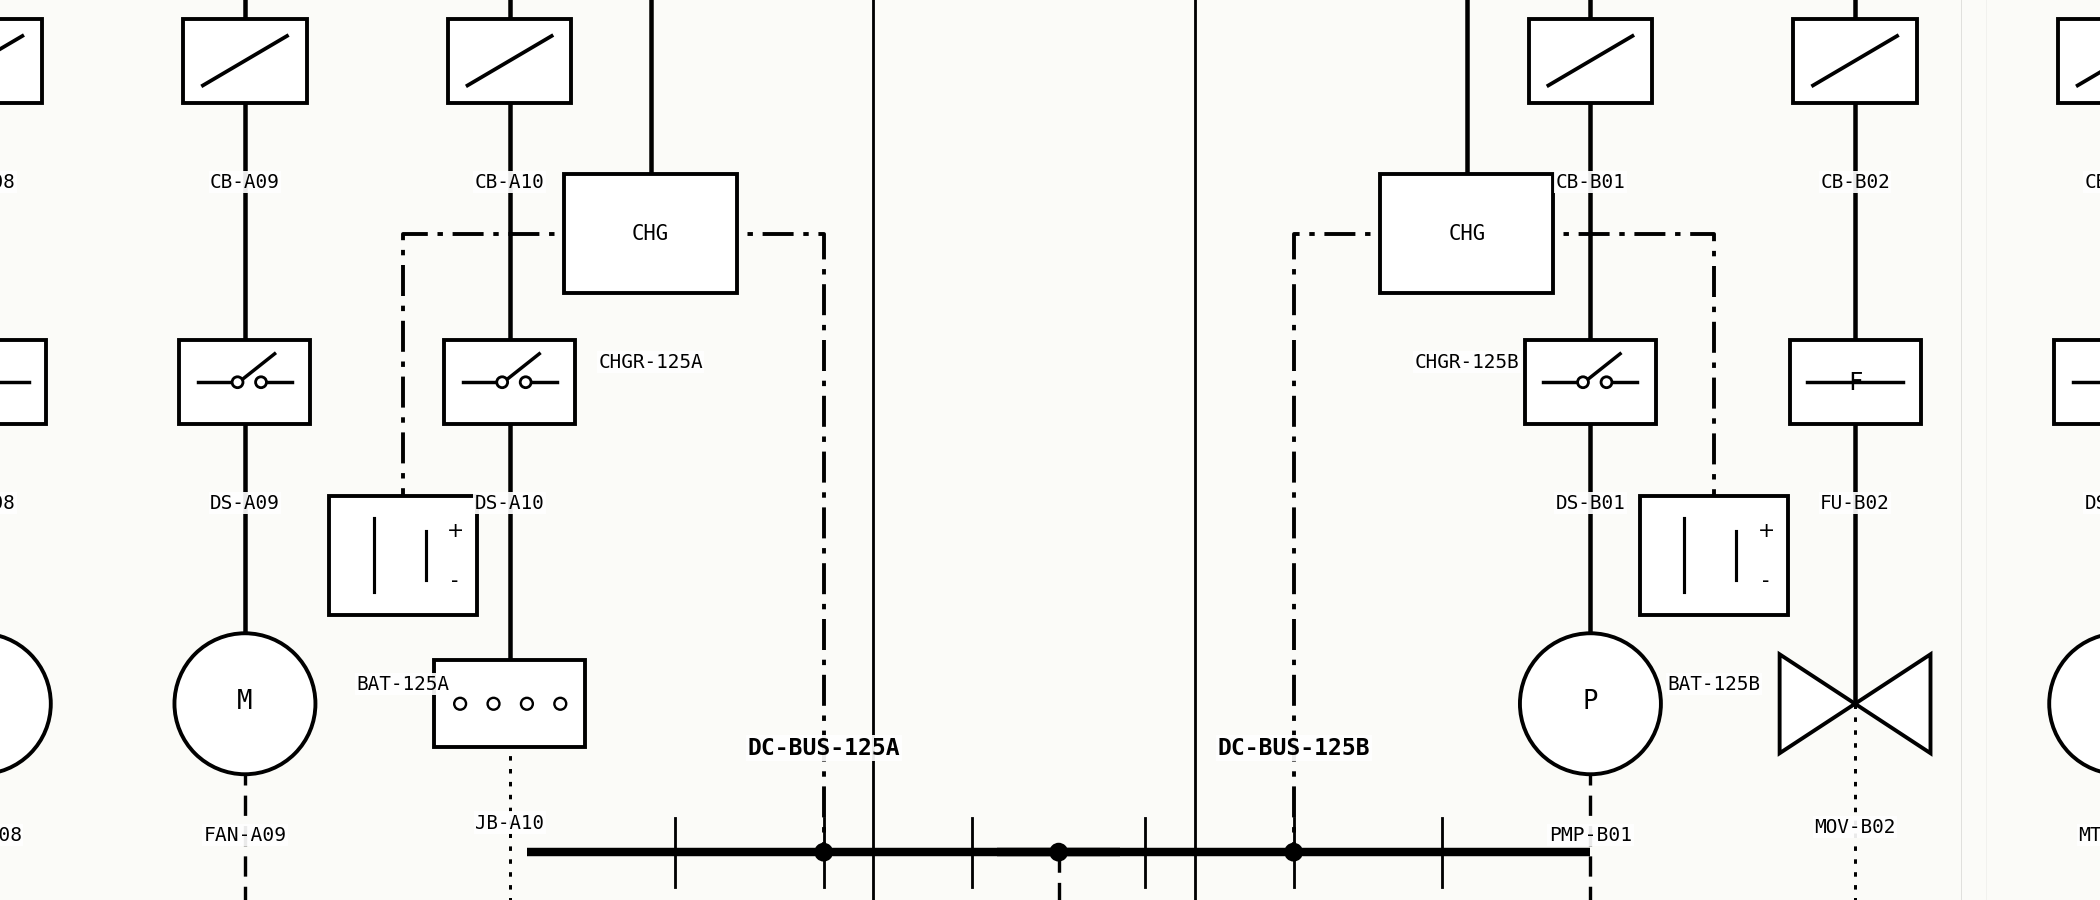 CB-A09
CB-A10
CB-B01
CB-B02
CHG
CHG
CHGR-125A
CHGR-125B
F
DS-A09
DS-A10
DS-B01
FU-B02
+
-
+
-
BAT-125A
BAT-125B
M
P
DC-BUS-125A
DC-BUS-125B
JB-A10
FAN-A09
PMP-B01
MOV-B02